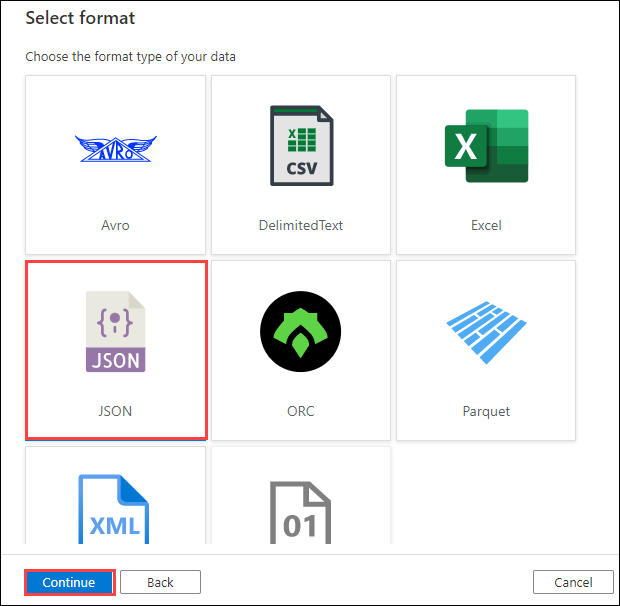 Select format
Choose the format type of your data
AVRO
X
CSV
X
Avro
DelimitedText
Excel
{ }
JSON
JSON
ORC
Parquet
XML
01
Continue
Back
Cancel